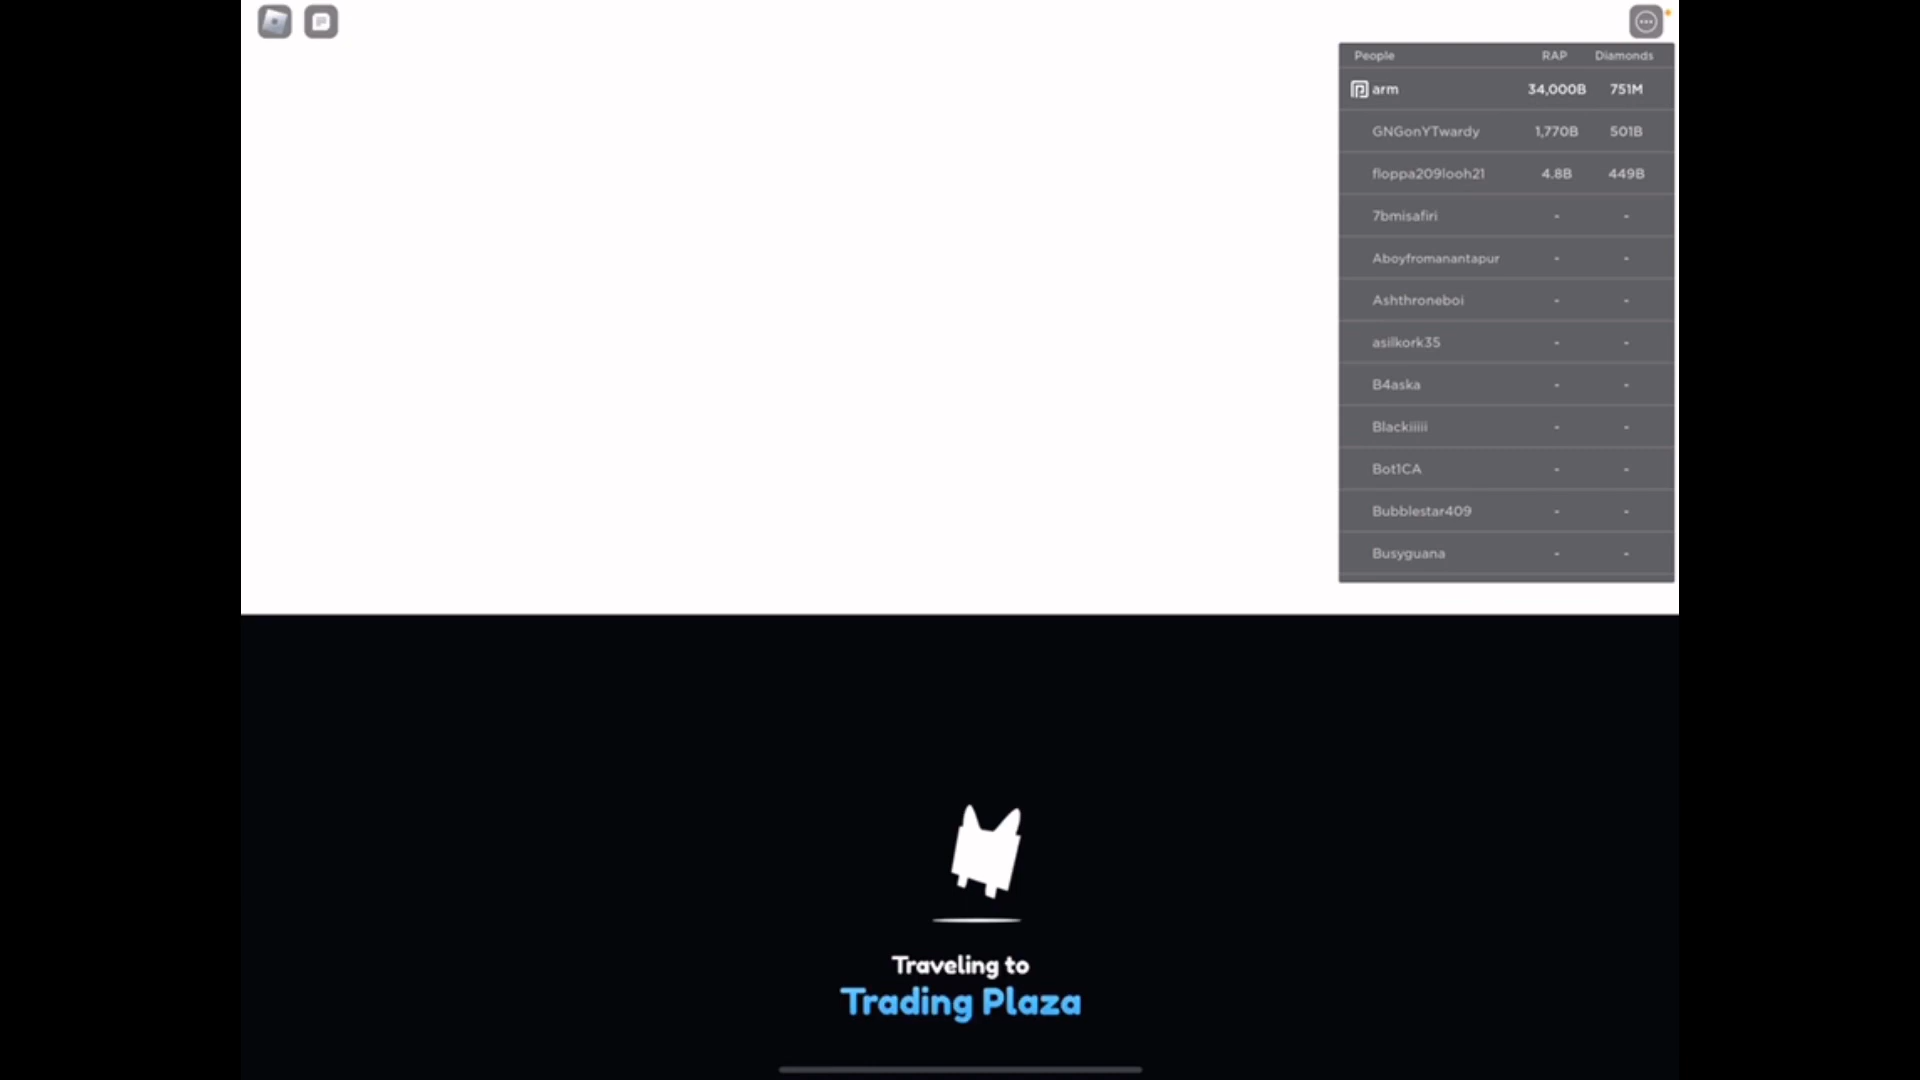 People RAP Diamonds
arm 34,000B 751M
GNGonYTwardy 1,770B 501B
floppa209looh21 4.8B 449B
7bmisafiri - -
Aboyfromanantapur - -
Ashthroneboi - -
asilkork35 - -
B4aska - -
Blackiiiii - -
Bot1CA - -
Bubblestar409 - -
Busyguana - -
Traveling to
Trading Plaza